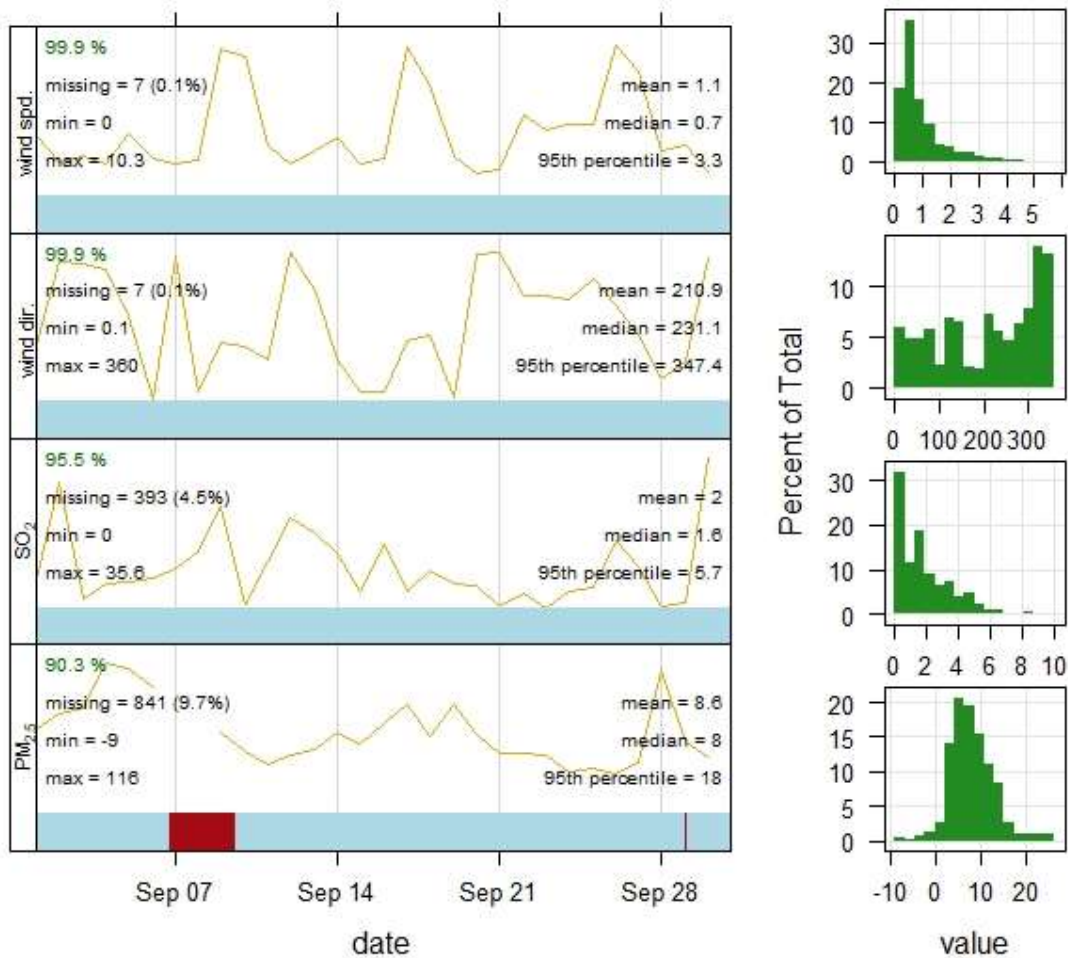 wind spd.
99.9 %
missing = 7 (0.1%)
min = 0
max = 10.3
mean = 1.1
median = 0.7
95th percentile = 3.3
wind dir.
99.9 %
missing = 7 (0.1%)
min = 0.1
max = 360
mean = 210.9
median = 231.1
95th percentile = 347.4
SO2
95.5 %
missing = 393 (4.5%)
min = 0
max = 35.6
mean = 2
median = 1.6
95th percentile = 5.7
PM2.5
90.3 %
missing = 841 (9.7%)
min = -9
max = 116
mean = 8.6
median = 8
95th percentile = 18
Sep 07 Sep 14 Sep 21 Sep 28
date
Percent of Total
30
20
10
0
0 1 2 3 4 5
10
5
0
0 100 200 300
30
20
10
0
0 2 4 6 8 10
20
15
10
5
0
-10 0 10 20
value